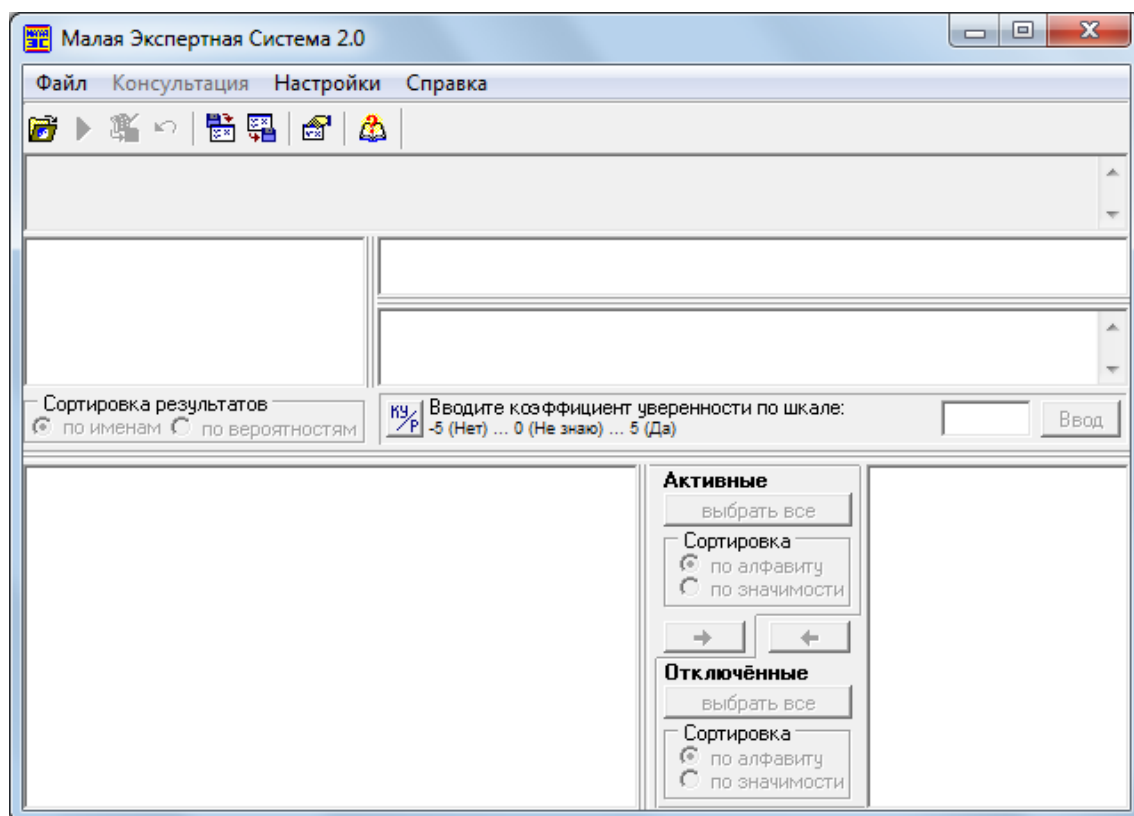 Малая Экспертная Система 2.0
Файл Консультация Настройки Справка
Сортировка результатов
по именам по вероятностям
КУ/Р
Вводите коэффициент уверенности по шкале:
-5 (Нет) ... 0 (Не знаю) ... 5 (Да)
Ввод
Активные
выбрать все
Сортировка
по алфавиту
по значимости
Отключённые
выбрать все
Сортировка
по алфавиту
по значимости